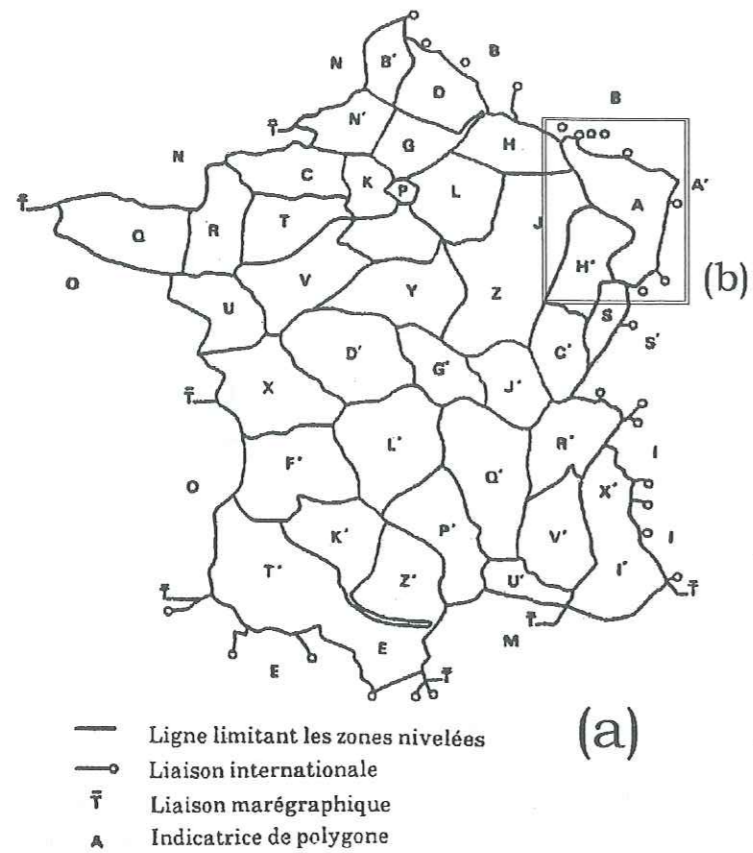 N B' B
D
N' G B
T̄ H
N C K P L A'
T̄ Q R T J A
O V H' (b)
U Y Z S
D' G' C' S'
T̄ X J'
L' R' I
O F' Q' X'
K' P' V' I
T' Z' U' I'
T̄ T̄
E E M T̄
T̄
(a)
Ligne limitant les zones nivelées
Liaison internationale
T̄ Liaison marégraphique
A Indicatrice de polygone